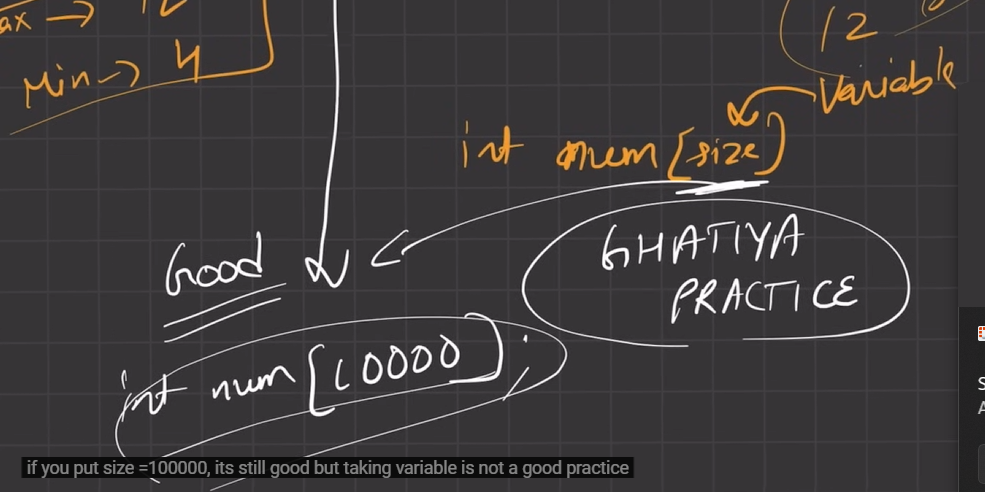 ax →
12
Min → 4
Variable
int num[size]
GHATIYA
PRACTICE
Good
int num[10000];
if you put size =100000, its still good but taking variable is not a good practice